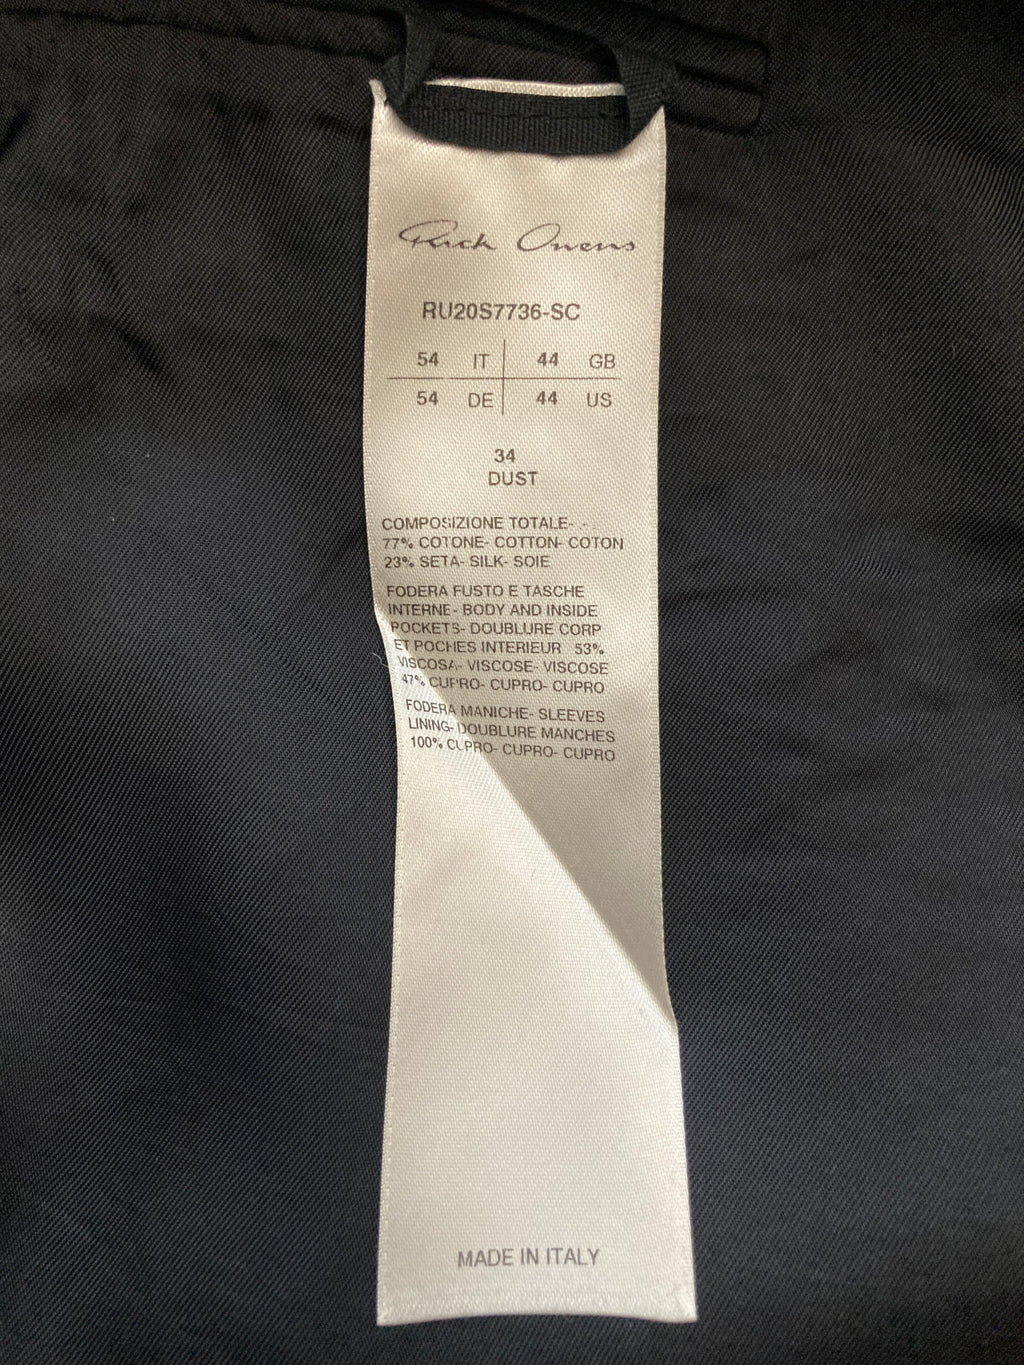 Rick Owens
RU20S7736-SC
54 IT 44 GB
54 DE 44 US
34
DUST
COMPOSIZIONE TOTALE- - -
77% COTONE- COTTON- COTON
23% SETA- SILK- SOIE
FODERA FUSTO E TASCHE
INTERNE- BODY AND INSIDE
POCKETS- DOUBLURE CORP
ET POCHES INTERIEUR 53%
VISCOSA- VISCOSE- VISCOSE
47% CUPRO- CUPRO- CUPRO
FODERA MANICHE- SLEEVES
LINING- DOUBLURE MANCHES
100% CUPRO- CUPRO- CUPRO
MADE IN ITALY